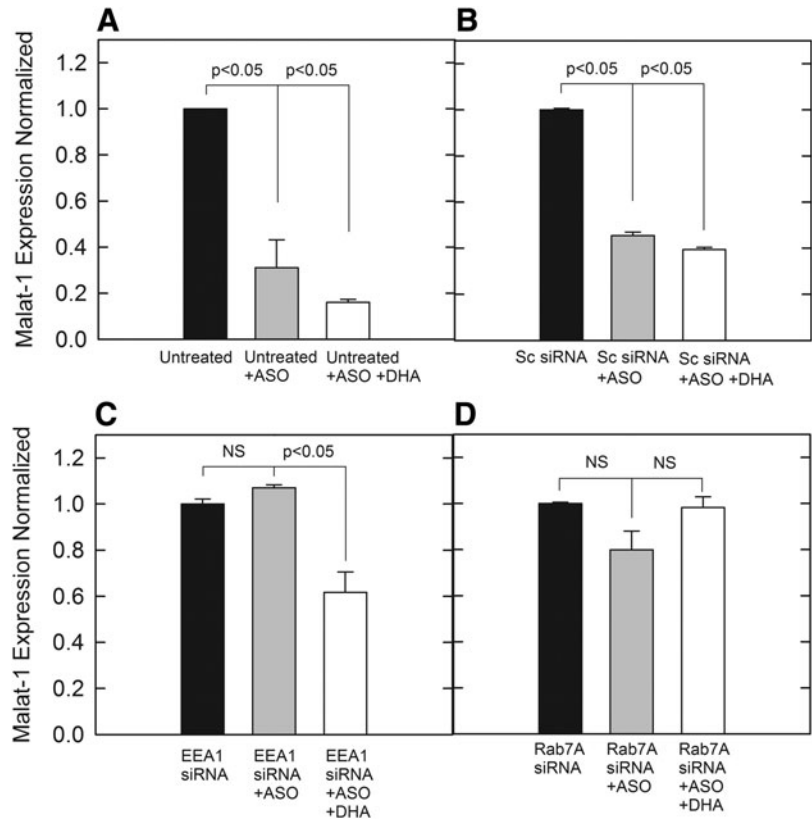 A
Malat-1 Expression Normalized
1.2
1.0
0.8
0.6
0.4
0.2
0.0
p<0.05 p<0.05
Untreated
Untreated
+ASO
Untreated
+ASO +DHA
B
p<0.05 p<0.05
Sc siRNA
Sc siRNA
+ASO
Sc siRNA
+ASO +DHA
C
Malat-1 Expression Normalized
1.2
1.0
0.8
0.6
0.4
0.2
0.0
NS p<0.05
EEA1
siRNA
EEA1
siRNA
+ASO
EEA1
siRNA
+ASO
+DHA
D
NS NS
Rab7A
siRNA
Rab7A
siRNA
+ASO
Rab7A
siRNA
+ASO
+DHA